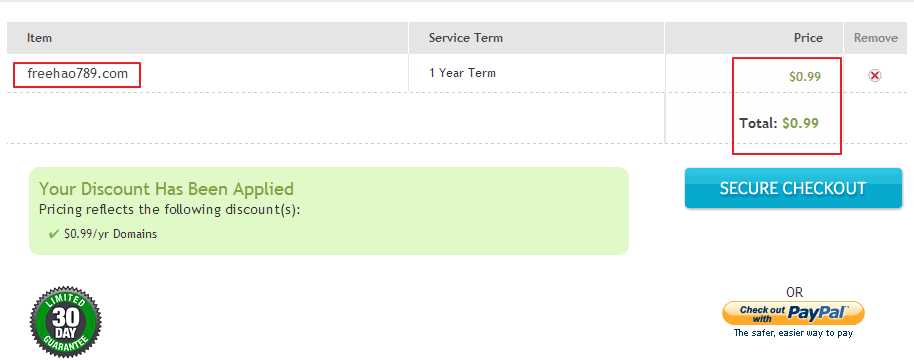 Item Service Term Price Remove
freehao789.com 1 Year Term $0.99
Total: $0.99
Your Discount Has Been Applied
Pricing reflects the following discount(s):
$0.99/yr Domains
SECURE CHECKOUT
LIMITED
30
DAY
GUARANTEE
OR
Check out
with PayPal
The safer, easier way to pay